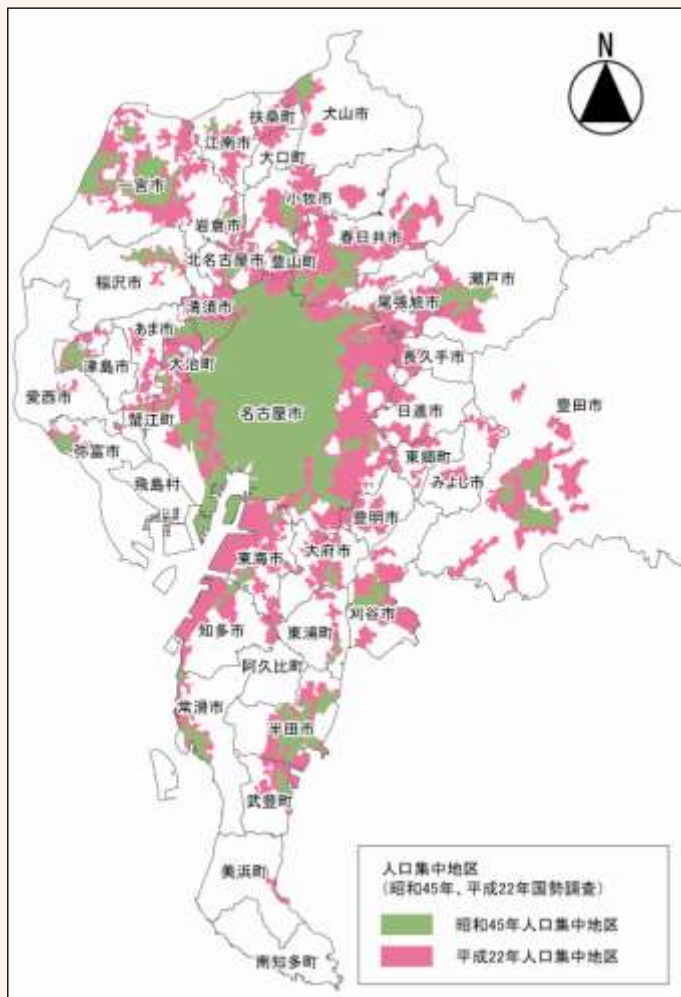 N
扶桑町
犬山市
江南市
大口町
一宮市
小牧市
岩倉市
春日井市
北名古屋市
豊山町
瀬戸市
稲沢市
清須市
尾張旭市
あま市
大治町
長久手市
津島市
愛西市
名古屋市
日進市
豊田市
蟹江町
東郷町
弥富市
みよし市
飛島村
豊明市
東海市
大府市
刈谷市
知多市
東浦町
阿久比町
常滑市
半田市
武豊町
美浜町
南知多町
人口集中地区
(昭和45年、平成22年国勢調査)
昭和45年人口集中地区
平成22年人口集中地区